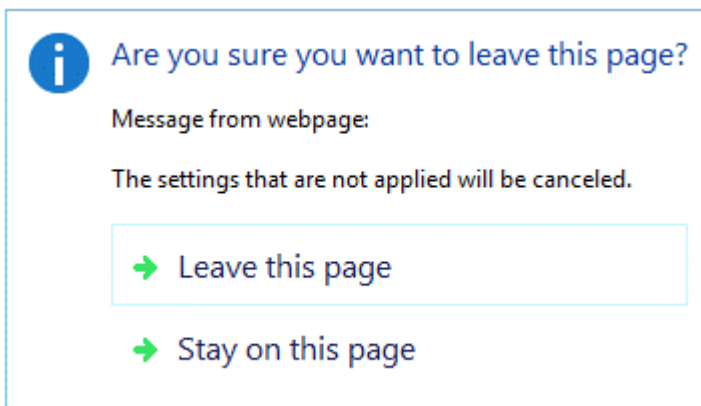 Are you sure you want to leave this page?
Message from webpage:
The settings that are not applied will be canceled.
Leave this page
Stay on this page